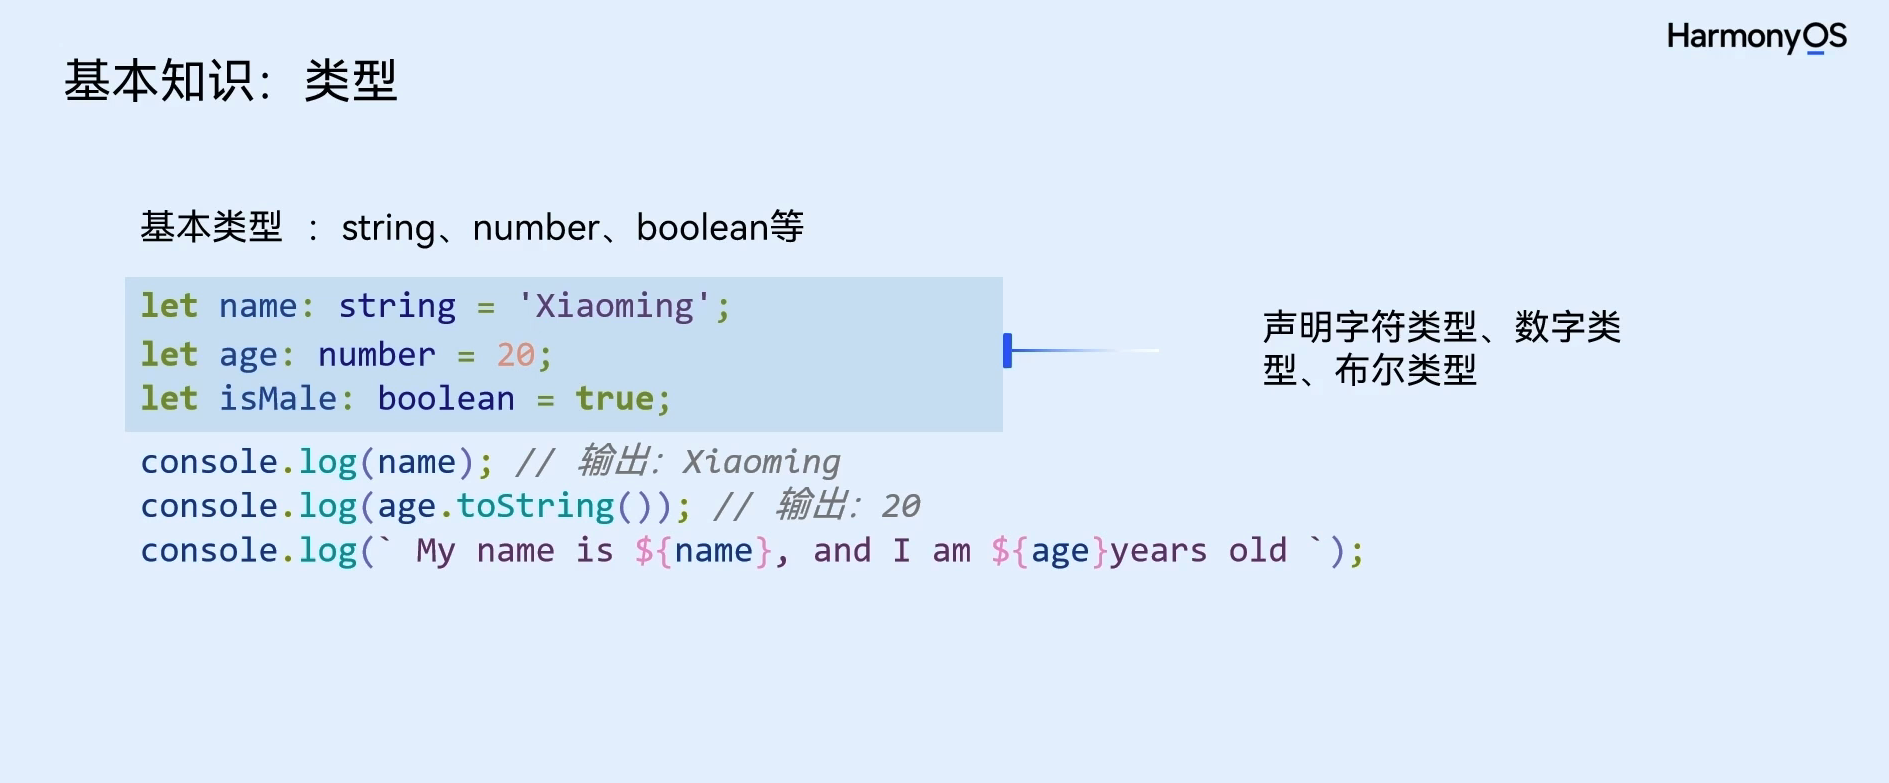 HarmonyOS
基本知识：类型
基本类型 ：string、number、boolean等
let name: string = 'Xiaoming';
let age: number = 20;
let isMale: boolean = true;
声明字符类型、数字类
型、布尔类型
console.log(name); // 输出：Xiaoming
console.log(age.toString()); // 输出：20
console.log(` My name is ${name}, and I am ${age}years old `);